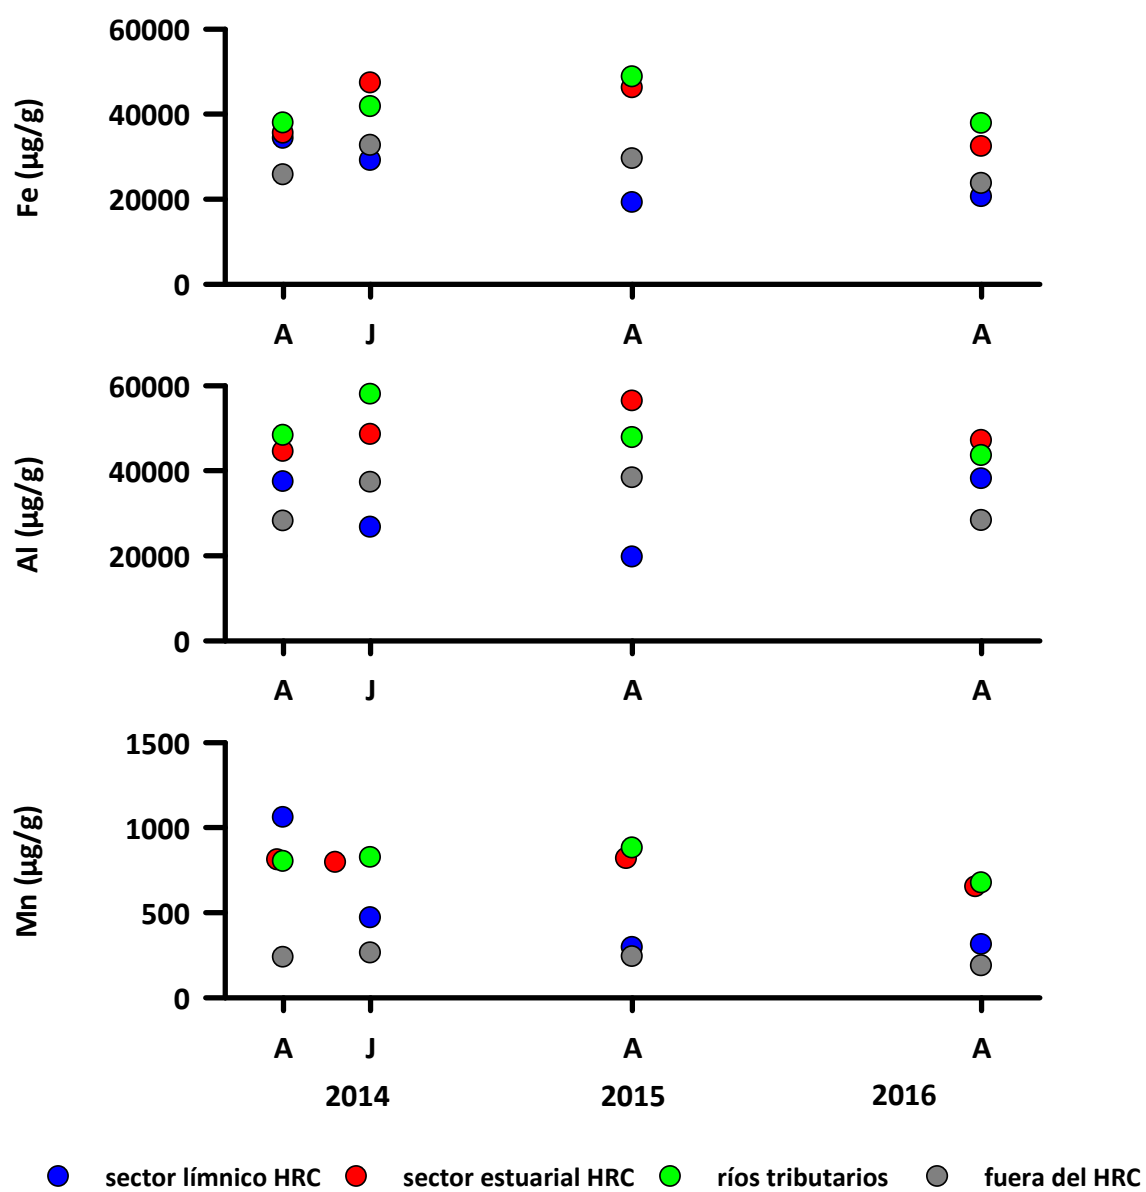 60000
40000
20000
0
Fe (µg/g)
A J A A
60000
40000
20000
0
Al (µg/g)
A J A A
1500
1000
500
0
Mn (µg/g)
A J A A
2014 2015 2016
sector límnico HRC sector estuarial HRC ríos tributarios fuera del HRC